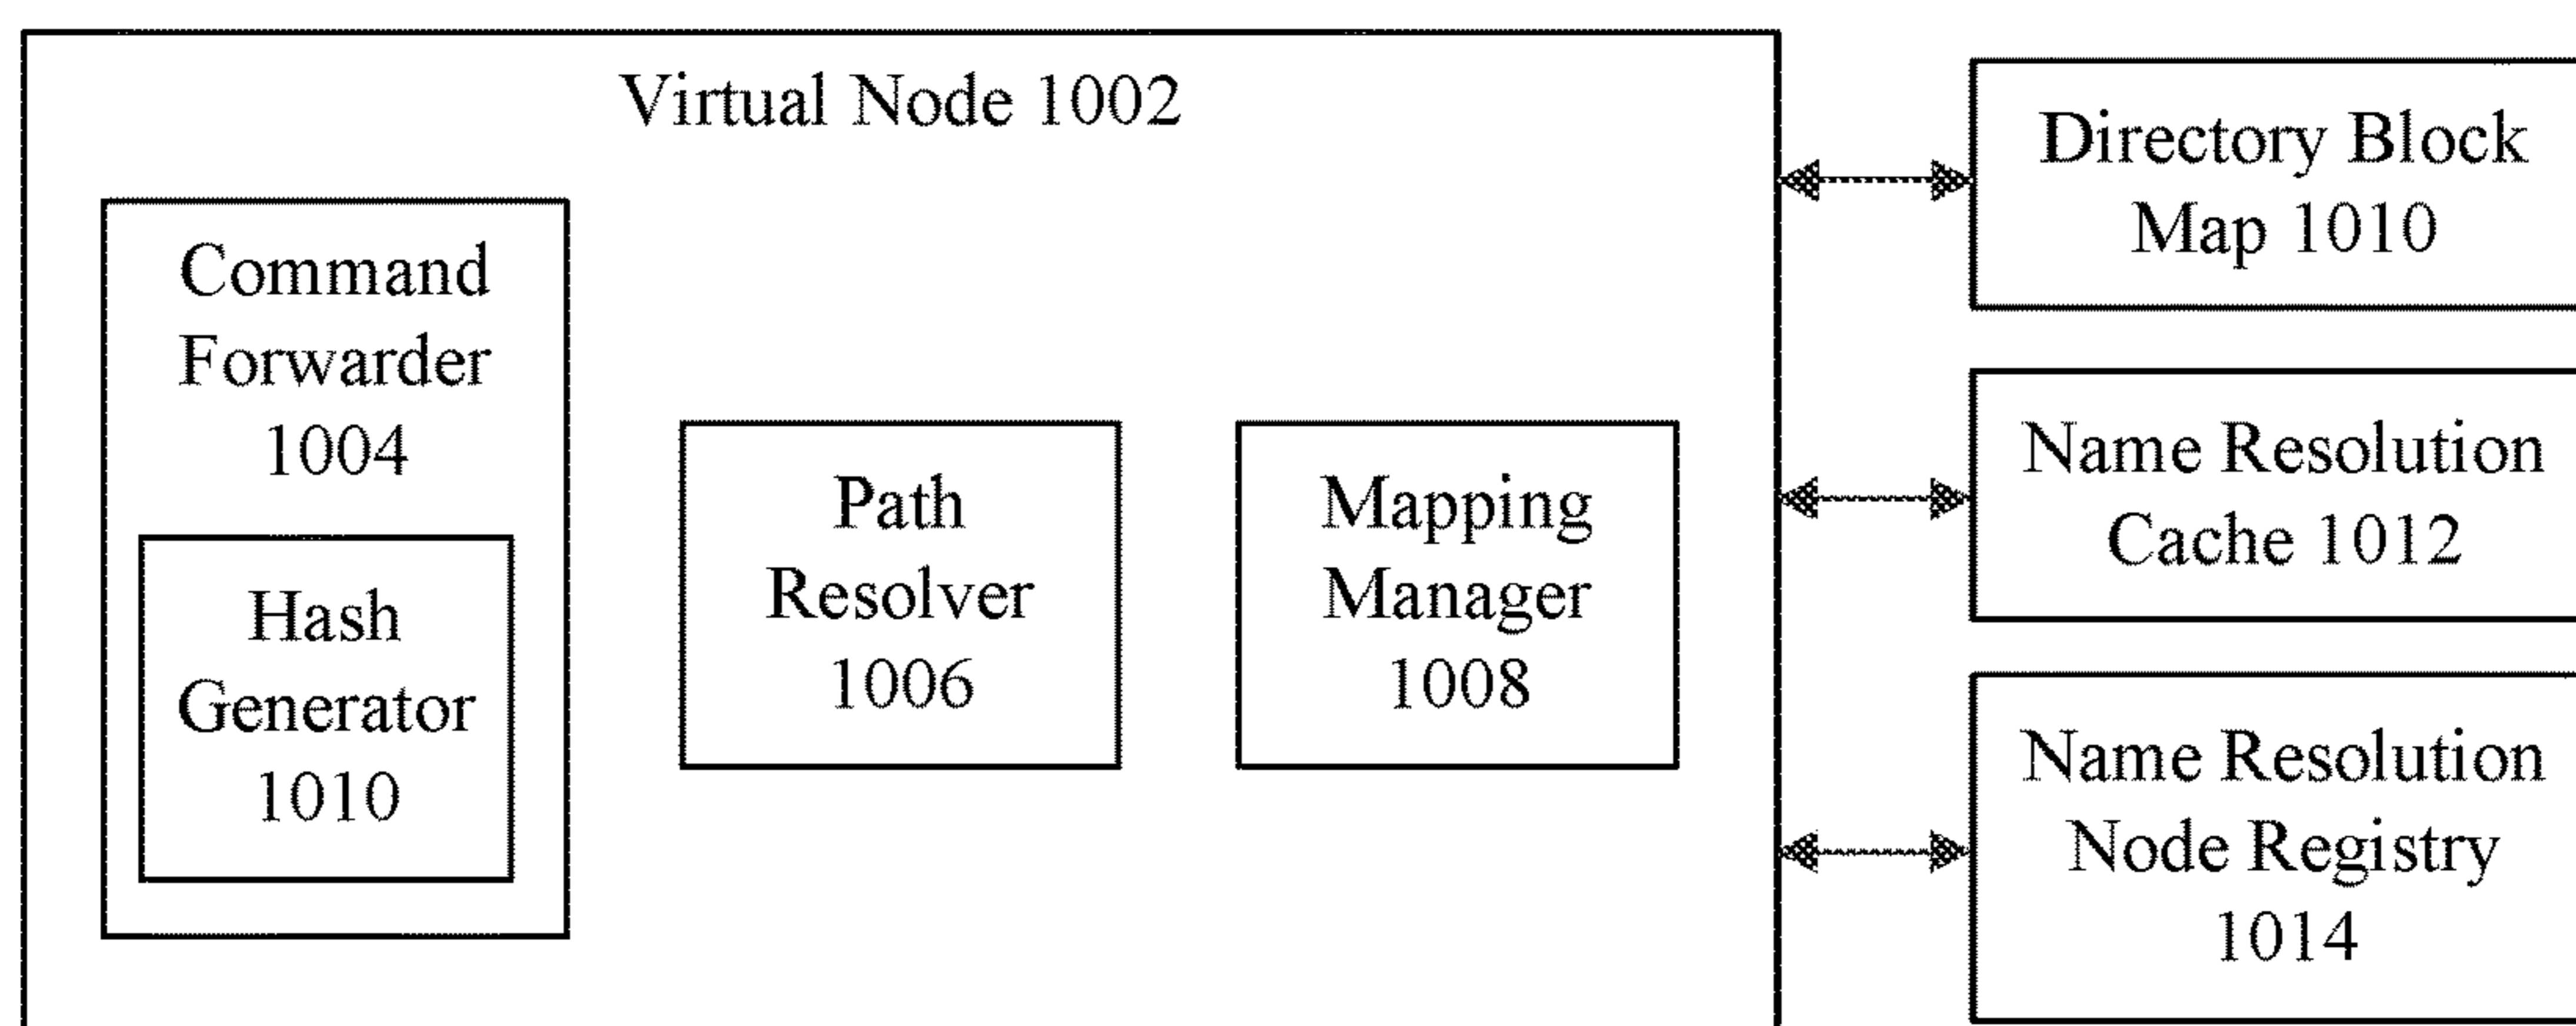 Virtual Node 1002
Command
Forwarder
1004
Hash
Generator
1010
Path
Resolver
1006
Mapping
Manager
1008
Directory Block
Map 1010
Name Resolution
Cache 1012
Name Resolution
Node Registry
1014